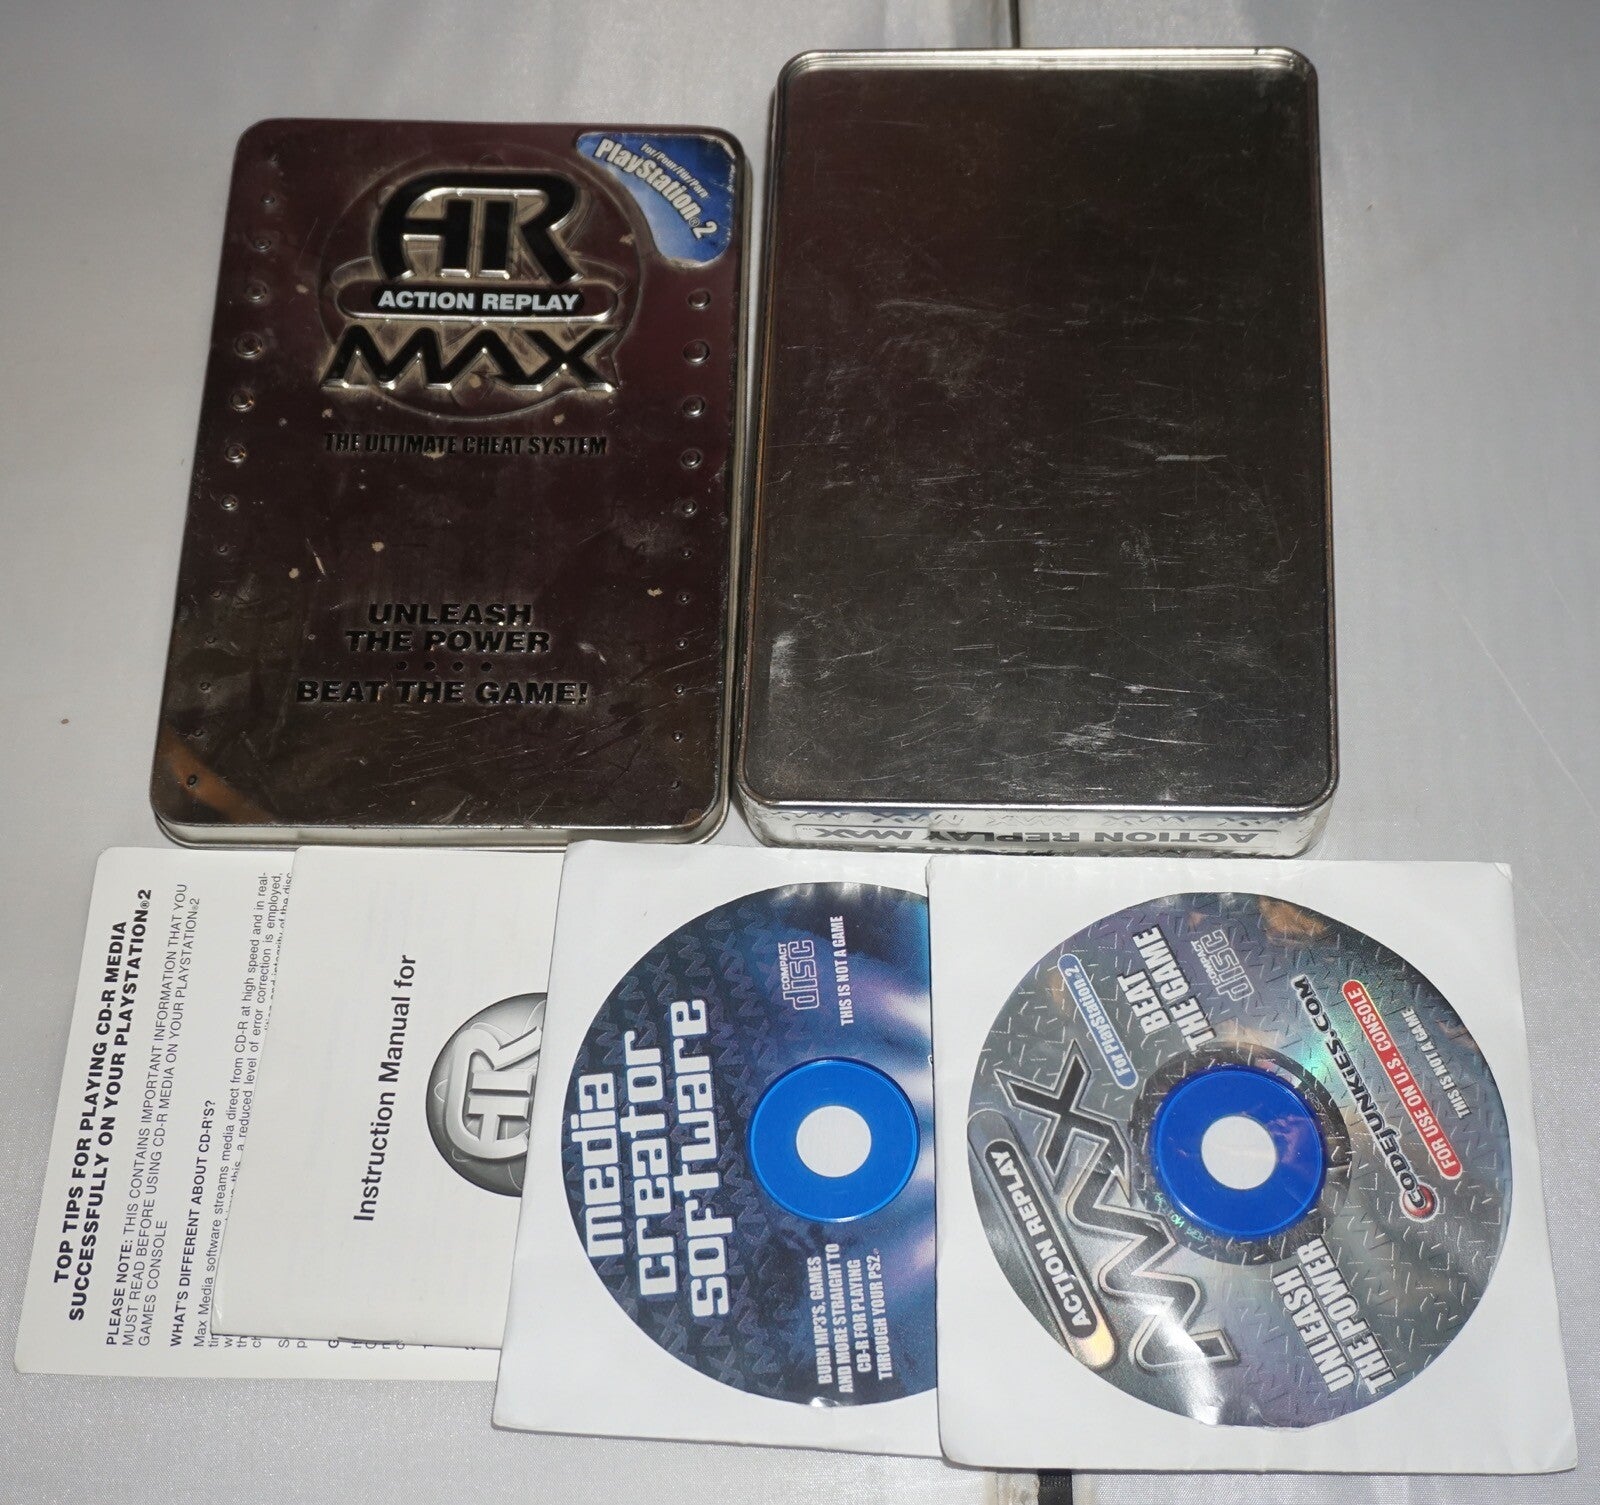 AR
ACTION REPLAY
MAX
THE ULTIMATE CHEAT SYSTEM
UNLEASH
THE POWER
BEAT THE GAME!
For/Pour/Für/Para
PlayStation®2
ACTION REPLAY MAX
TOP TIPS FOR PLAYING CD-R MEDIA
SUCCESSFULLY ON YOUR PLAYSTATION®2
PLEASE NOTE: THIS CONTAINS IMPORTANT INFORMATION THAT YOU
MUST READ BEFORE USING CD-R MEDIA ON YOUR PLAYSTATION®2
GAMES CONSOLE
WHAT'S DIFFERENT ABOUT CD-R'S?
Max Media software streams media direct from CD-R at high speed and in real-
a reduced level of error correction is employed,
Instruction Manual for
AR
media
creator
software
COMPACT
disc
THIS IS NOT A GAME
BURN MP3'S, GAMES
AND MORE STRAIGHT TO
CD-R FOR PLAYING
THROUGH YOUR PS2.
ACTION REPLAY
MAX
For PlayStation®2
BEAT
THE GAME
COMPACT
disc
CODEJUNKIES.COM
FOR USE ON U.S. CONSOLE
THIS IS NOT A GAME
UNLEASH
THE POWER